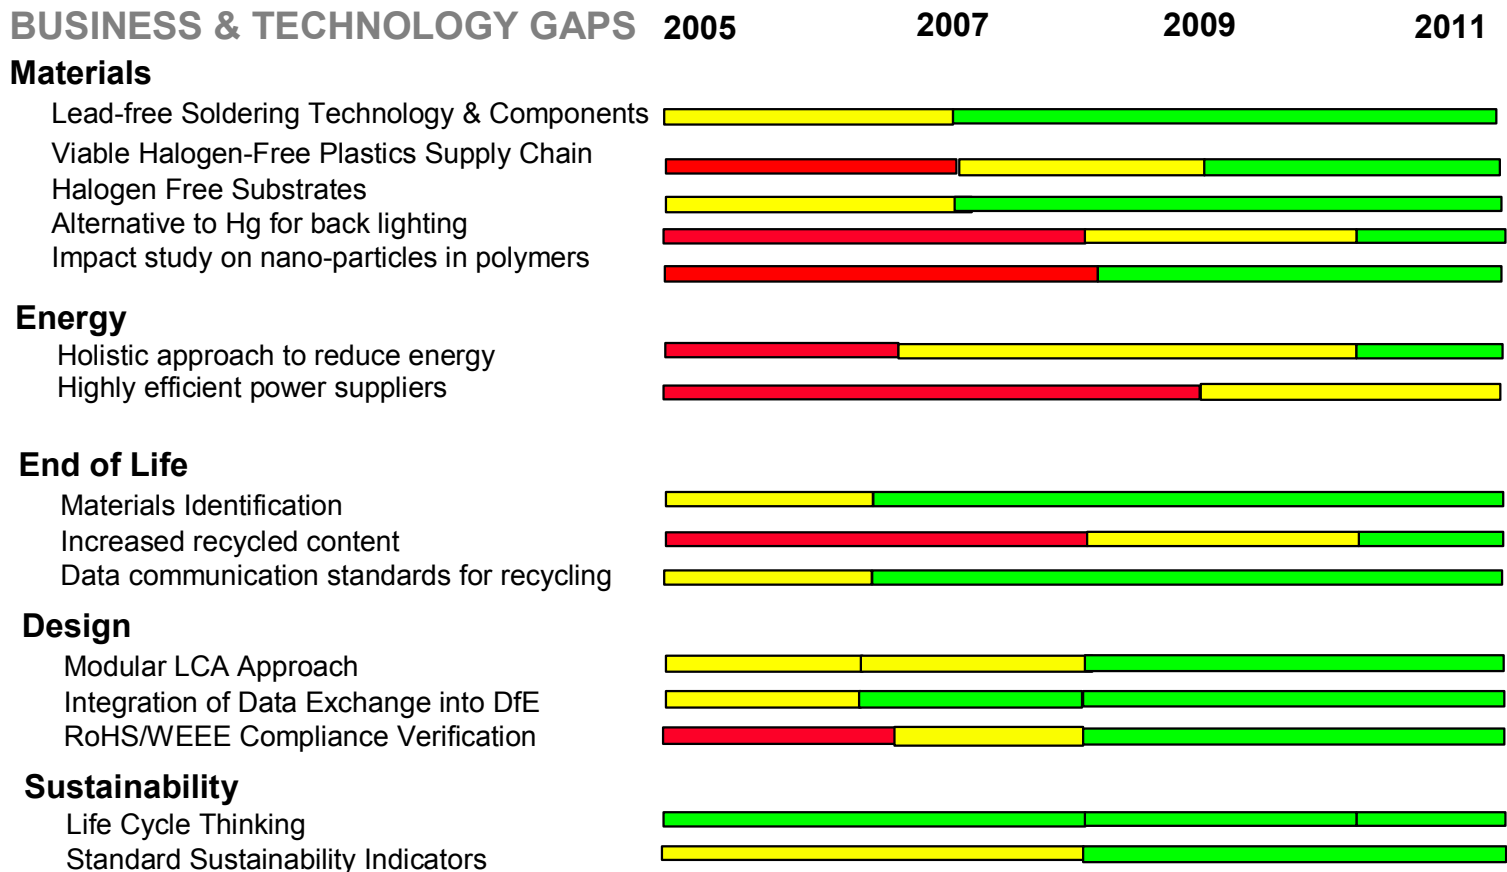 BUSINESS & TECHNOLOGY GAPS 2005 2007 2009 2011
Materials
Lead-free Soldering Technology & Components
Viable Halogen-Free Plastics Supply Chain
Halogen Free Substrates
Alternative to Hg for back lighting
Impact study on nano-particles in polymers
Energy
Holistic approach to reduce energy
Highly efficient power suppliers
End of Life
Materials Identification
Increased recycled content
Data communication standards for recycling
Design
Modular LCA Approach
Integration of Data Exchange into DfE
RoHS/WEEE Compliance Verification
Sustainability
Life Cycle Thinking
Standard Sustainability Indicators